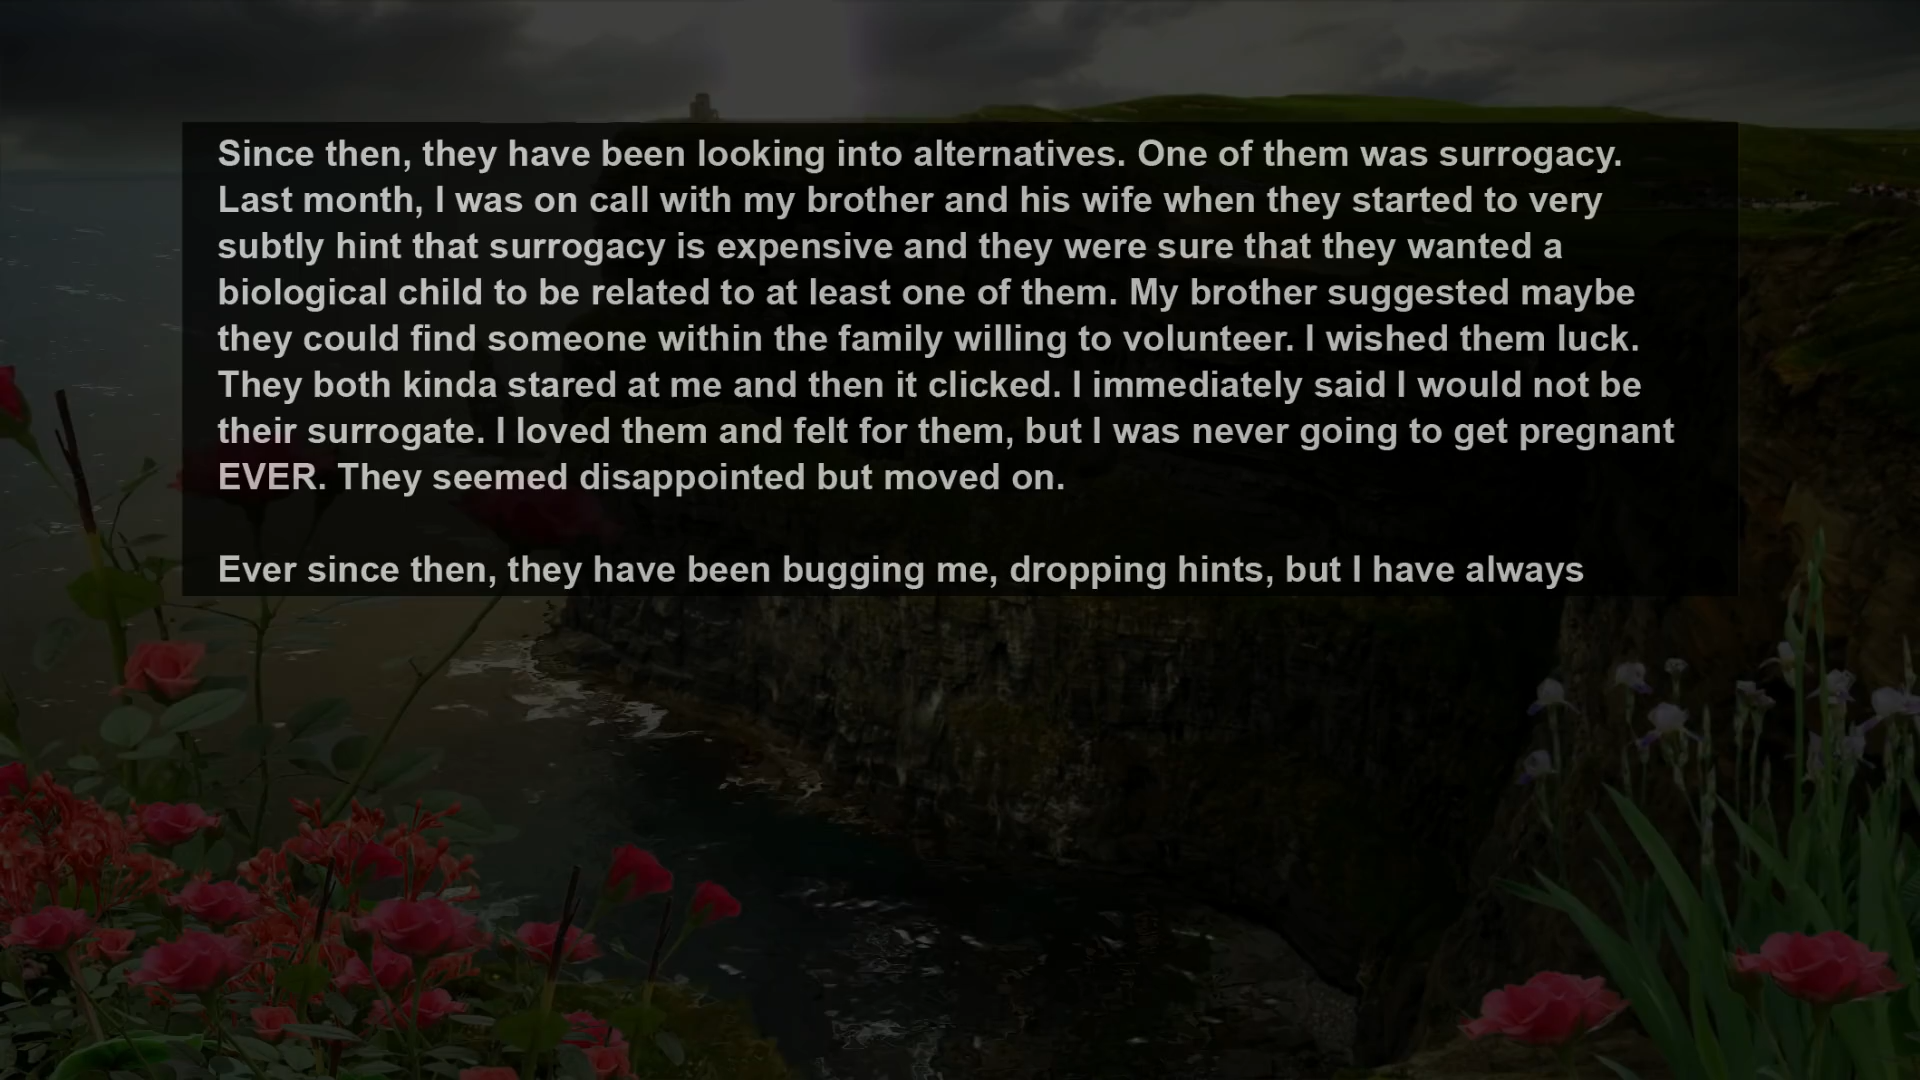 Since then, they have been looking into alternatives. One of them was surrogacy.
Last month, I was on call with my brother and his wife when they started to very
subtly hint that surrogacy is expensive and they were sure that they wanted a
biological child to be related to at least one of them. My brother suggested maybe
they could find someone within the family willing to volunteer. I wished them luck.
They both kinda stared at me and then it clicked. I immediately said I would not be
their surrogate. I loved them and felt for them, but I was never going to get pregnant
EVER. They seemed disappointed but moved on.
Ever since then, they have been bugging me, dropping hints, but I have always